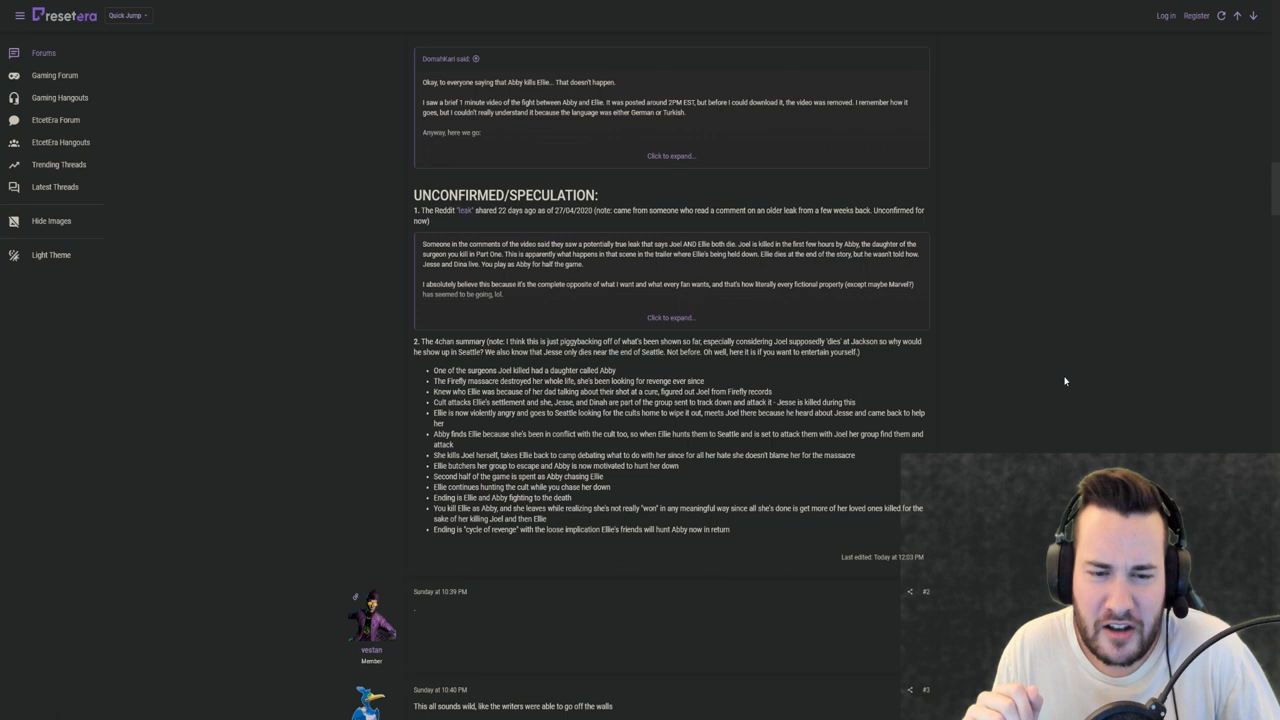 resetera
Quick Jump
Log in
Register
Forums
Gaming Forum
Gaming Hangouts
EtcetEra Forum
EtcetEra Hangouts
Trending Threads
Latest Threads
Hide Images
Light Theme
DomahKari said:
Okay, to everyone saying that Abby kills Ellie... That doesn't happen.
I saw a brief 1 minute video of the fight between Abby and Ellie. It was posted around 2PM EST, but before I could download it, the video was removed. I remember how it
goes, but I couldn't really understand it because the language was either German or Turkish.
Anyway, here we go:
Click to expand...
UNCONFIRMED/SPECULATION:
1. The Reddit "leak" shared 22 days ago as of 27/04/2020 (note: came from someone who read a comment on an older leak from a few weeks back. Unconfirmed for
now)
Someone in the comments of the video said they saw a potentially true leak that says Joel AND Ellie both die. Joel is killed in the first few hours by Abby, the daughter of the
surgeon you kill in Part One. This is apparently what happens in that scene in the trailer where Ellie's being held down. Ellie dies at the end of the story, but he wasn't told how.
Jesse and Dina live. You play as Abby for half the game.
I absolutely believe this because it's the complete opposite of what I want and what every fan wants, and that's how literally every fictional property (except maybe Marvel?)
has seemed to be going, lol.
Click to expand...
2. The 4chan summary (note: I think this is just piggybacking off of what's been shown so far, especially considering Joel supposedly 'dies' at Jackson so why would
he show up in Seattle? We also know that Jesse only dies near the end of Seattle. Not before. Oh well, here it is if you want to entertain yourself.)
• One of the surgeons Joel killed had a daughter called Abby
• The Firefly massacre destroyed her whole life, she's been looking for revenge ever since
• Knew who Ellie was because of her dad talking about their shot at a cure, figured out Joel from Firefly records
• Cult attacks Ellie's settlement and she, Jesse, and Dinah are part of the group sent to track down and attack it - Jesse is killed during this
• Ellie is now violently angry and goes to Seattle looking for the cults home to wipe it out, meets Joel there because he heard about Jesse and came back to help
her
• Abby finds Ellie because she's been in conflict with the cult too, so when Ellie hunts them to Seattle and is set to attack them with Joel her group find them and
attack
• She kills Joel herself, takes Ellie back to camp debating what to do with her since for all her hate she doesn't blame her for the massacre
• Ellie butchers her group to escape and Abby is now motivated to hunt her down
• Second half of the game is spent as Abby chasing Ellie
• Ellie continues hunting the cult while you chase her down
• Ending is Ellie and Abby fighting to the death
• You kill Ellie as Abby, and she leaves while realizing she's not really "won" in any meaningful way since all she's done is get more of her loved ones killed for the
sake of her killing Joel and then Ellie
• Ending is "cycle of revenge" with the loose implication Ellie's friends will hunt Abby now in return
Last edited: Today at 12:03 PM
Sunday at 10:39 PM
#2
.
vestan
Member
Sunday at 10:40 PM
#3
This all sounds wild, like the writers were able to go off the walls